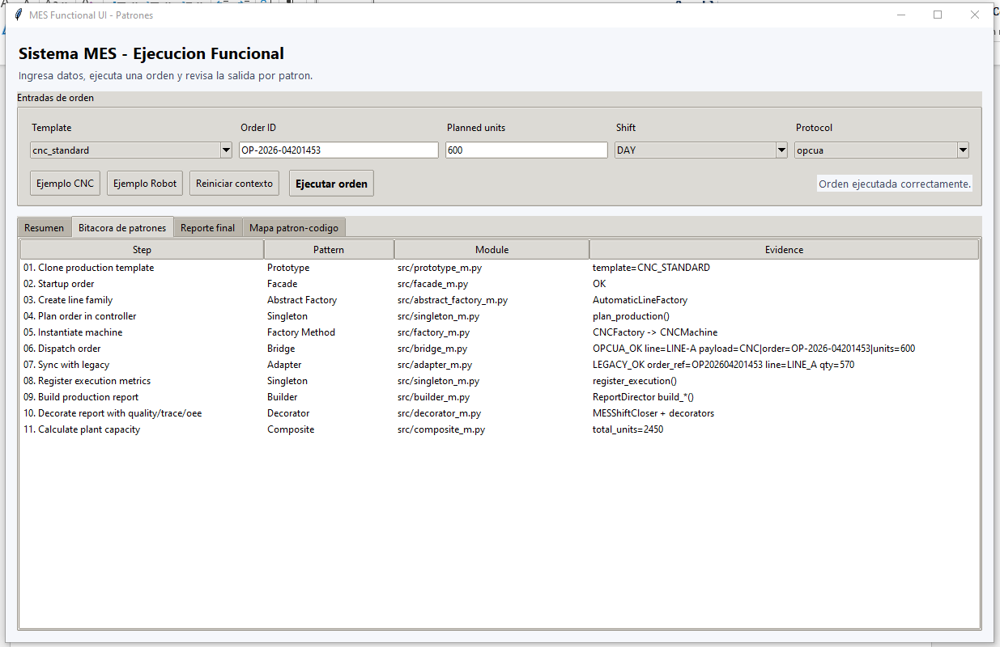 MES Functional UI - Patrones
Sistema MES - Ejecucion Funcional
Ingresa datos, ejecuta una orden y revisa la salida por patron.
Entradas de orden
Template Order ID Planned units Shift Protocol
cnc_standard OP-2026-04201453 600 DAY opcua
Ejemplo CNC Ejemplo Robot Reiniciar contexto Ejecutar orden Orden ejecutada correctamente.
Resumen Bitacora de patrones Reporte final Mapa patron-codigo
Step Pattern Module Evidence
01. Clone production template Prototype src/prototype_m.py template=CNC_STANDARD
02. Startup order Facade src/facade_m.py OK
03. Create line family Abstract Factory src/abstract_factory_m.py AutomaticLineFactory
04. Plan order in controller Singleton src/singleton_m.py plan_production()
05. Instantiate machine Factory Method src/factory_m.py CNCFactory -> CNCMachine
06. Dispatch order Bridge src/bridge_m.py OPCUA_OK line=LINE-A payload=CNC|order=OP-2026-04201453|units=600
07. Sync with legacy Adapter src/adapter_m.py LEGACY_OK order_ref=OP202604201453 line=LINE_A qty=570
08. Register execution metrics Singleton src/singleton_m.py register_execution()
09. Build production report Builder src/builder_m.py ReportDirector build_*()
10. Decorate report with quality/trace/oee Decorator src/decorator_m.py MESShiftCloser + decorators
11. Calculate plant capacity Composite src/composite_m.py total_units=2450